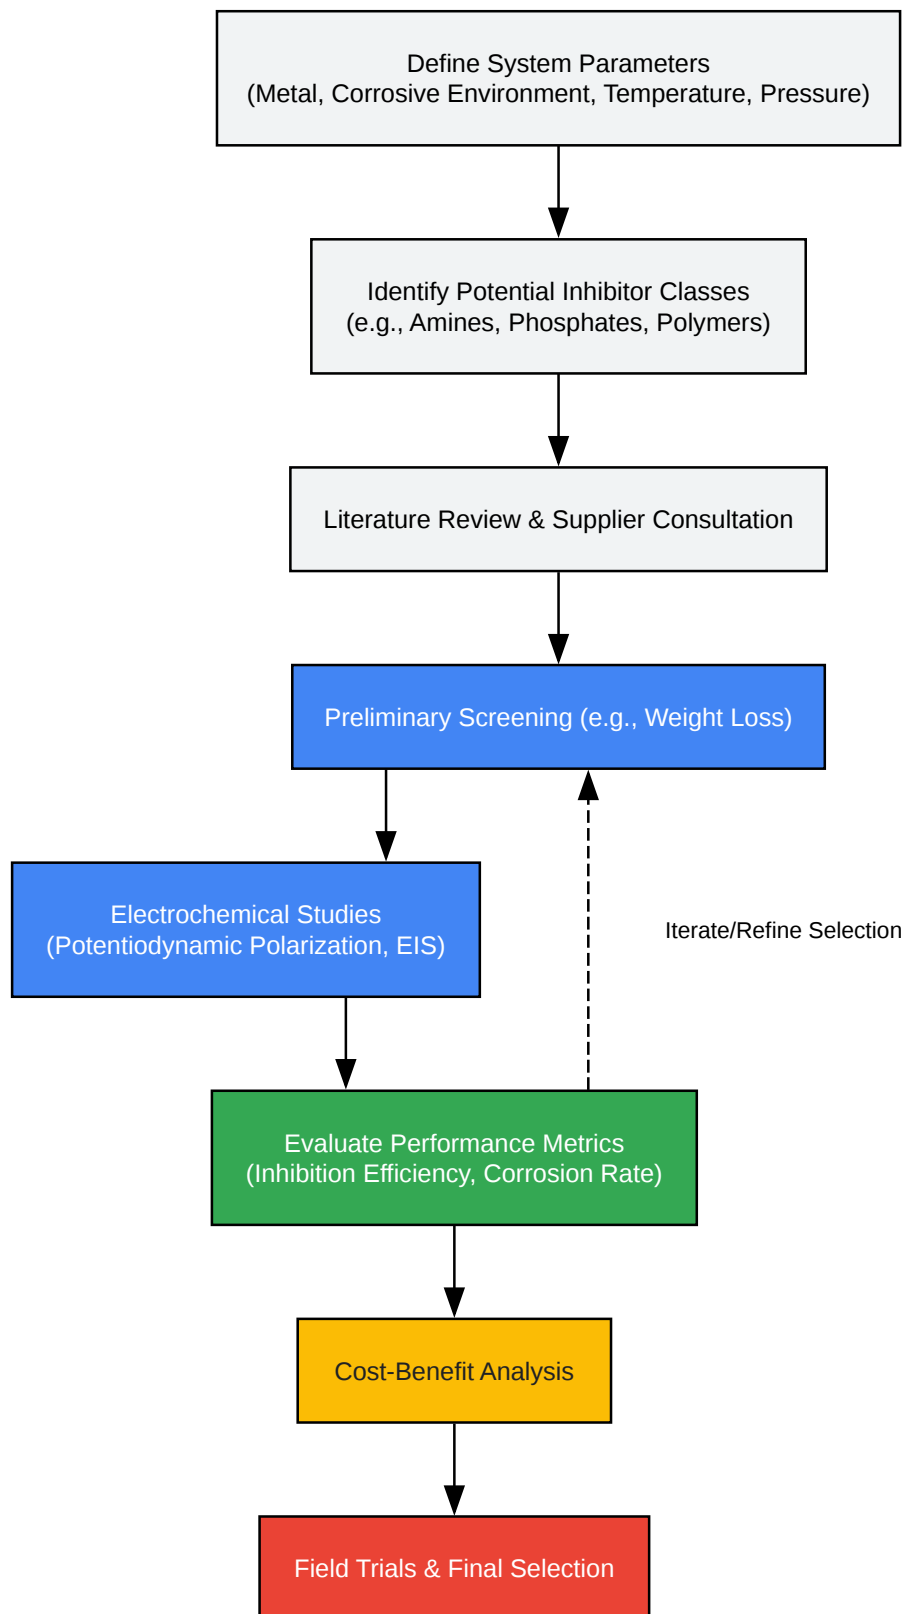 Define System Parameters
(Metal, Corrosive Environment, Temperature, Pressure)
Identify Potential Inhibitor Classes
(e.g., Amines, Phosphates, Polymers)
Literature Review & Supplier Consultation
Preliminary Screening (e.g., Weight Loss)
Electrochemical Studies
(Potentiodynamic Polarization, EIS)
Iterate/Refine Selection
Evaluate Performance Metrics
(Inhibition Efficiency, Corrosion Rate)
Cost-Benefit Analysis
Field Trials & Final Selection